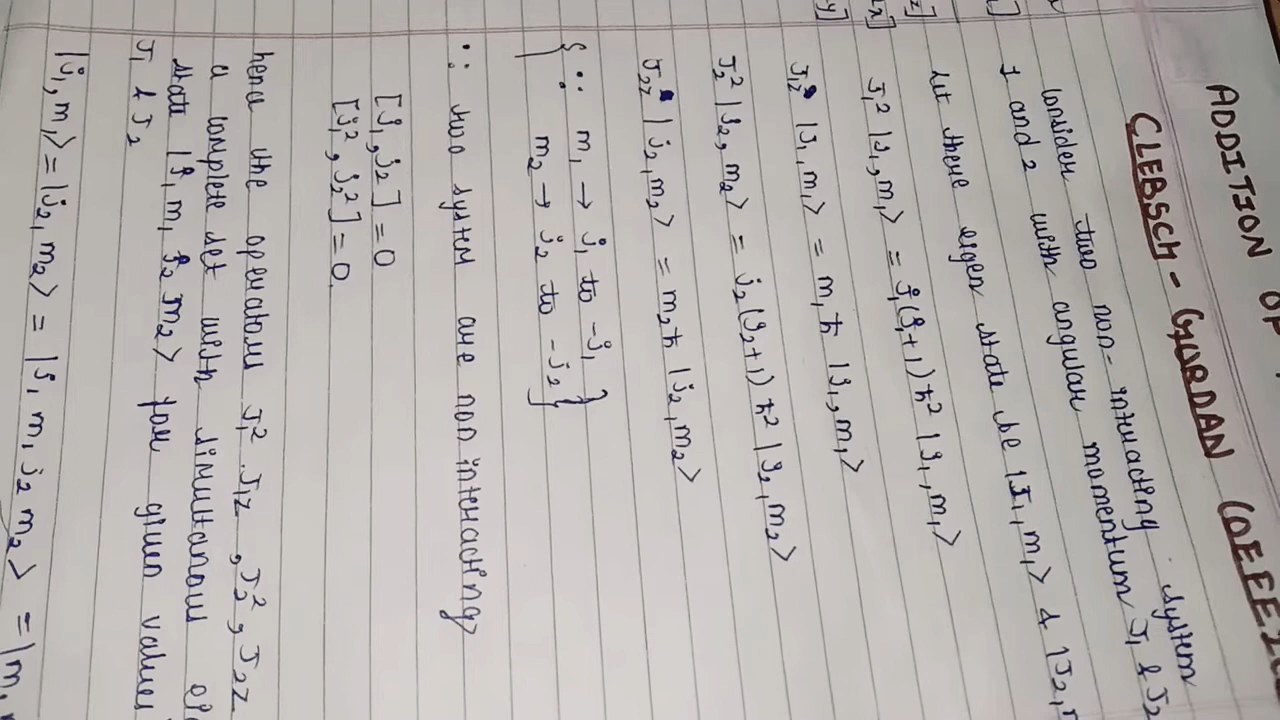 ADDITION OF
CLEBSCH - GORDAN (OEFFI
Consider two non-interacting system
1 and 2 with angular momentum J₁ & J₂
Let there eigen state be |J₁, m₁> & |J₂,
J₁² |J₁, m₁> = j₁(j₁+1) ħ² |J₁, m₁>
J₁z |J₁, m₁> = m₁ ħ |J₁, m₁>
J₂² |J₂, m₂> = j₂(j₂+1) ħ² |J₂, m₂>
J₂z |j₂, m₂> = m₂ ħ |j₂, m₂>
{ ∵ m₁ → j₁ to -j₁ }
m₂ → j₂ to -j₂ }
∵ two system are non interacting
[j₁, j₂] = 0
[j₁², j₂²] = 0
hence the operators J₁² J₁z, J₂², J₂z
a complete set with simultanous
state |j₁ m₁ j₂ m₂> for given values
J₁ & J₂
|j₁, m₁> = |j₂, m₂> = |j₁ m₁ j₂ m₂> = |m₁
z]
x]
y]